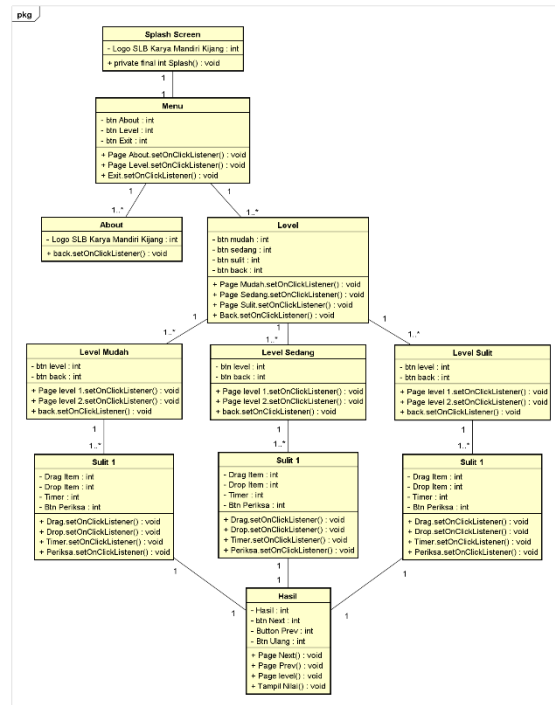 pkg
Splash Screen
- Logo SLB Karya Mandiri Kijang : int
+ private final int Splash() : void
1
1
Menu
- btn About : int
- btn Level : int
- btn Exit : int
+ Page About.setOnClickListener() : void
+ Page Level.setOnClickListener() : void
+ Exit.setOnClickListener() : void
1
1
1..*
1..*
About
- Logo SLB Karya Mandiri Kijang : int
+ back.setOnClickListener() : void
Level
- btn mudah : int
- btn sedang : int
- btn sulit : int
- btn back : int
+ Page Mudah.setOnClickListener() : void
+ Page Sedang.setOnClickListener() : void
+ Page Sulit.setOnClickListener() : void
+ Back.setOnClickListener() : void
1
1
1
1..*
1..*
1..*
Level Mudah
- btn level : int
- btn back : int
+ Page level 1.setOnClickListener() : void
+ Page level 2.setOnClickListener() : void
+ back.setOnClickListener() : void
1
1..*
Level Sedang
- btn level : int
- btn back : int
+ Page level 1.setOnClickListener() : void
+ Page level 2.setOnClickListener() : void
+ back.setOnClickListener() : void
1
1..*
Level Sulit
- btn level : int
- btn back : int
+ Page level 1.setOnClickListener() : void
+ Page level 2.setOnClickListener() : void
+ back.setOnClickListener() : void
1
1..*
Sulit 1
- Drag Item : int
- Drop Item : int
- Timer : int
- Btn Periksa : int
+ Drag.setOnClickListener() : void
+ Drop.setOnClickListener() : void
+ Timer.setOnClickListener() : void
+ Periksa.setOnClickListener() : void
1
Sulit 1
- Drag Item : int
- Drop Item : int
- Timer : int
- Btn Periksa : int
+ Drag.setOnClickListener() : void
+ Drop.setOnClickListener() : void
+ Timer.setOnClickListener() : void
+ Periksa.setOnClickListener() : void
1
Sulit 1
- Drag Item : int
- Drop Item : int
- Timer : int
- Btn Periksa : int
+ Drag.setOnClickListener() : void
+ Drop.setOnClickListener() : void
+ Timer.setOnClickListener() : void
+ Periksa.setOnClickListener() : void
1
1
1
1
Hasil
- Hasil : int
- btn Next : int
- Button Prev : int
- Btn Ulang : int
+ Page Next() : void
+ Page Prev() : void
+ Page level() : void
+ Tampil Nilai() : void